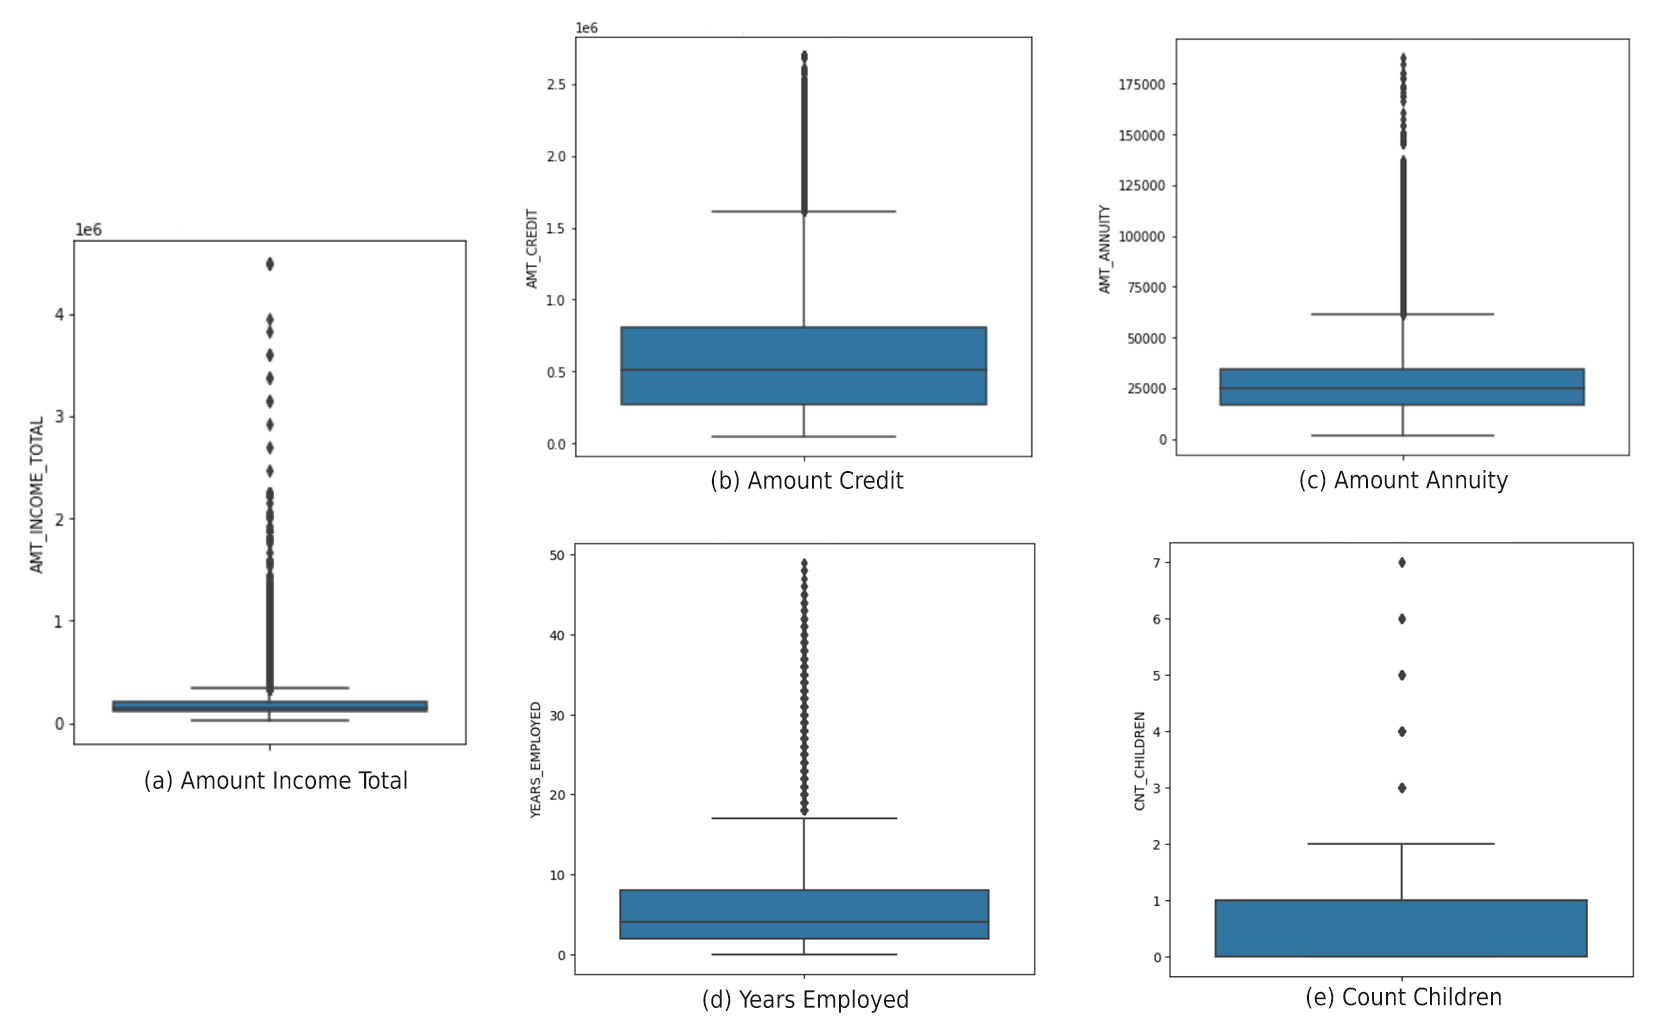 1e6
4
3
2
1
0
AMT_INCOME_TOTAL
(a) Amount Income Total
1e6
2.5
2.0
1.5
1.0
0.5
0.0
AMT_CREDIT
(b) Amount Credit
175000
150000
125000
100000
75000
50000
25000
0
AMT_ANNUITY
(c) Amount Annuity
50
40
30
20
10
0
YEARS_EMPLOYED
(d) Years Employed
7
6
5
4
3
2
1
0
CNT_CHILDREN
(e) Count Children